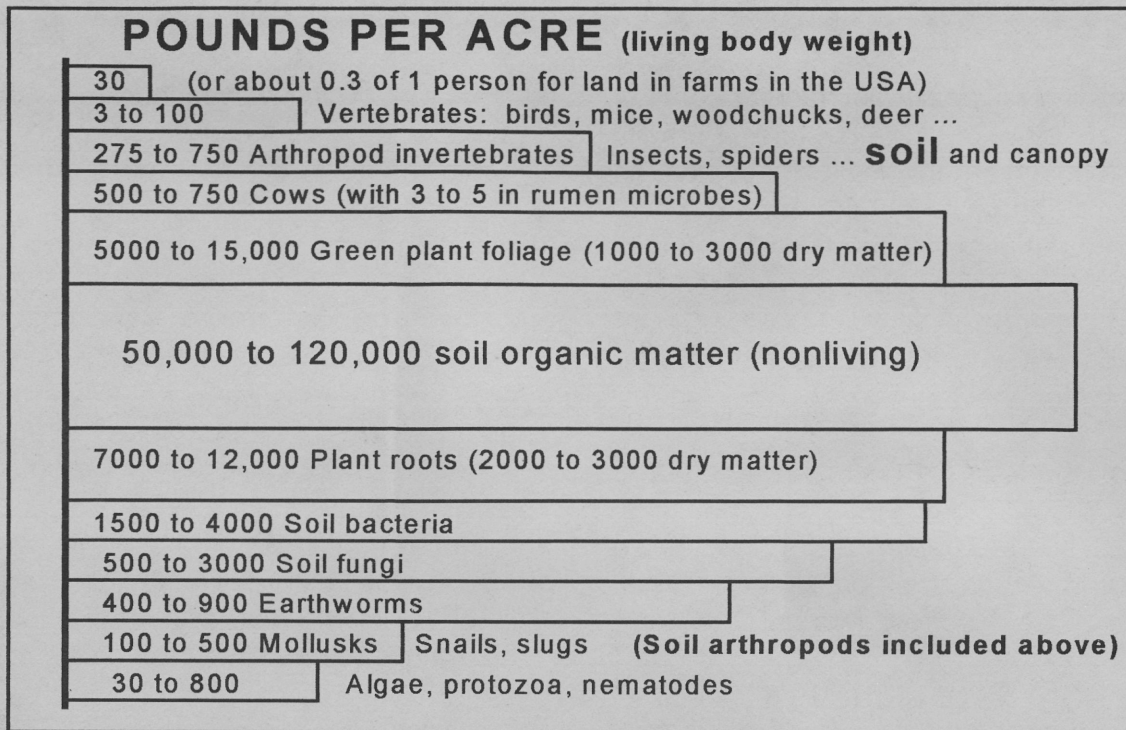 POUNDS PER ACRE (living body weight)
30 (or about 0.3 of 1 person for land in farms in the USA)
3 to 100 Vertebrates: birds, mice, woodchucks, deer ...
275 to 750 Arthropod invertebrates Insects, spiders ... soil and canopy
500 to 750 Cows (with 3 to 5 in rumen microbes)
5000 to 15,000 Green plant foliage (1000 to 3000 dry matter)
50,000 to 120,000 soil organic matter (nonliving)
7000 to 12,000 Plant roots (2000 to 3000 dry matter)
1500 to 4000 Soil bacteria
500 to 3000 Soil fungi
400 to 900 Earthworms
100 to 500 Mollusks Snails, slugs (Soil arthropods included above)
30 to 800 Algae, protozoa, nematodes